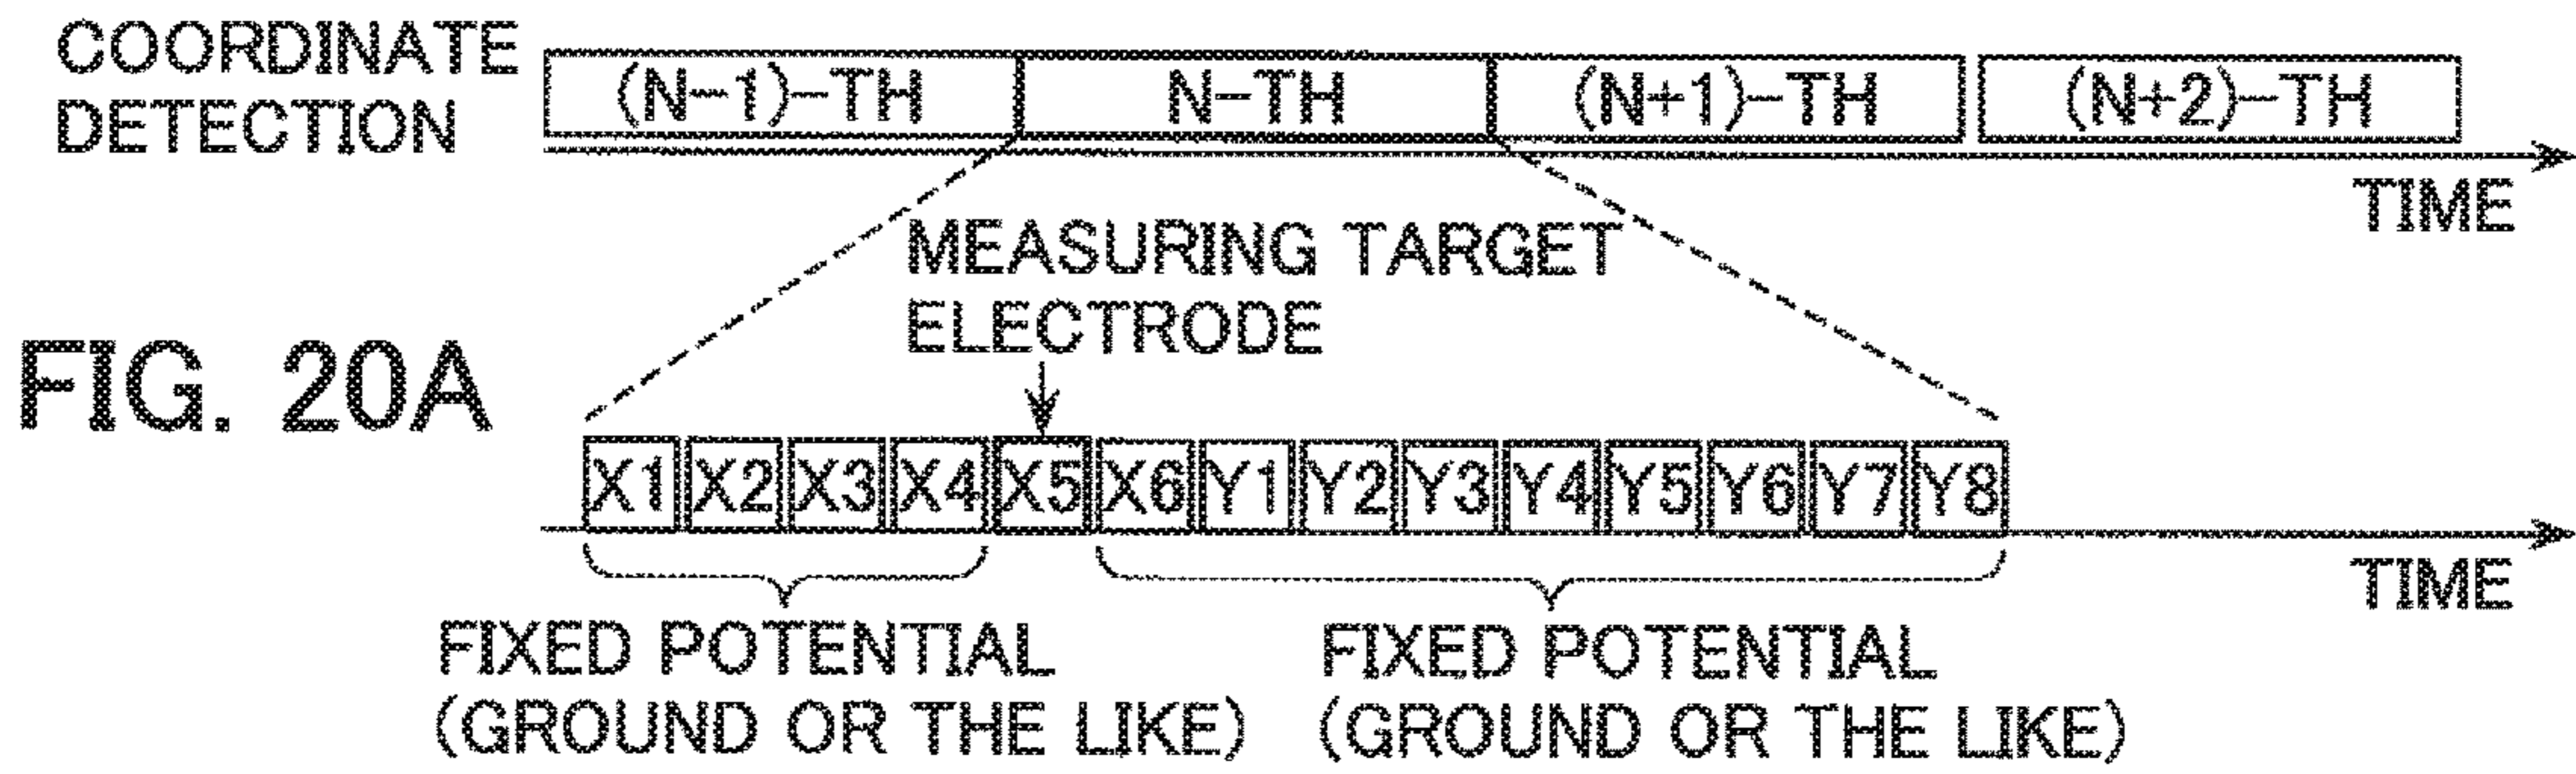 COORDINATE
DETECTION
(N-1)-TH N-TH (N+1)-TH (N+2)-TH
TIME
MEASURING TARGET
ELECTRODE
FIG. 20A
X1 X2 X3 X4 X5 X6 Y1 Y2 Y3 Y4 Y5 Y6 Y7 Y8
TIME
FIXED POTENTIAL
(GROUND OR THE LIKE)
FIXED POTENTIAL
(GROUND OR THE LIKE)